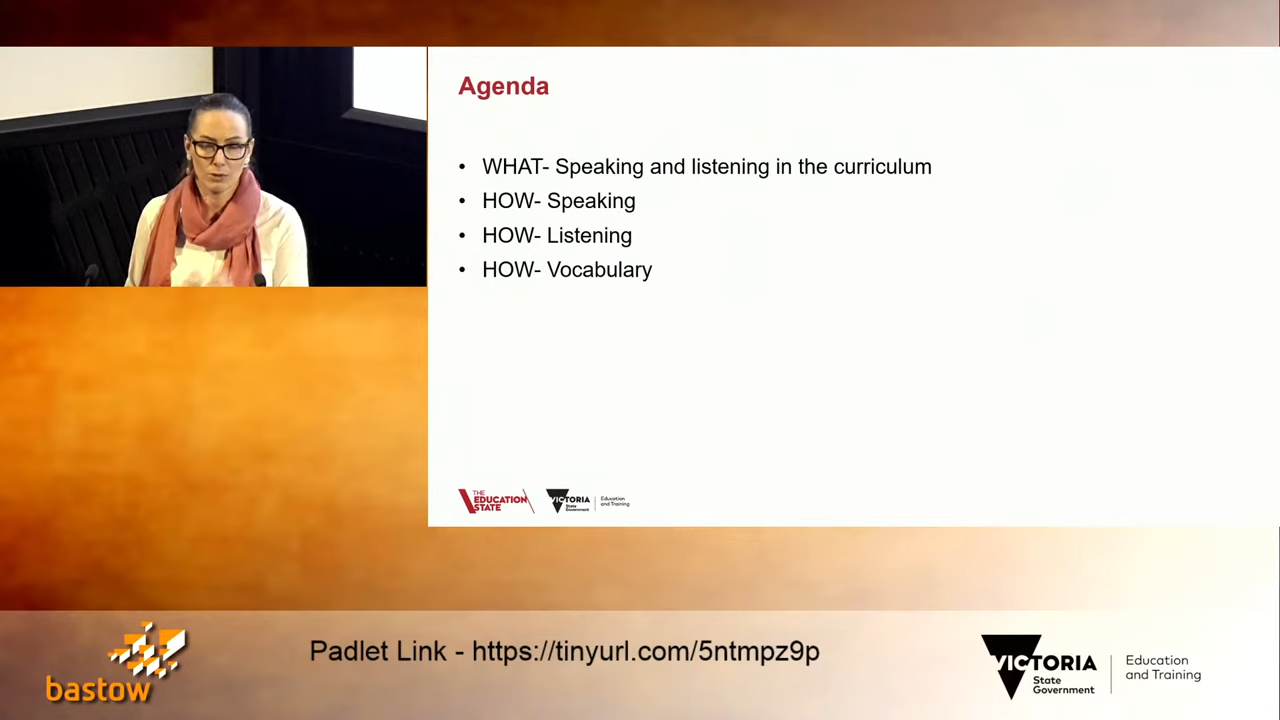 Agenda
• WHAT- Speaking and listening in the curriculum
• HOW- Speaking
• HOW- Listening
• HOW- Vocabulary
THE
EDUCATION
STATE
VICTORIA
State
Government
Education
and Training
bastow
Padlet Link - https://tinyurl.com/5ntmpz9p
VICTORIA
State
Government
Education
and Training